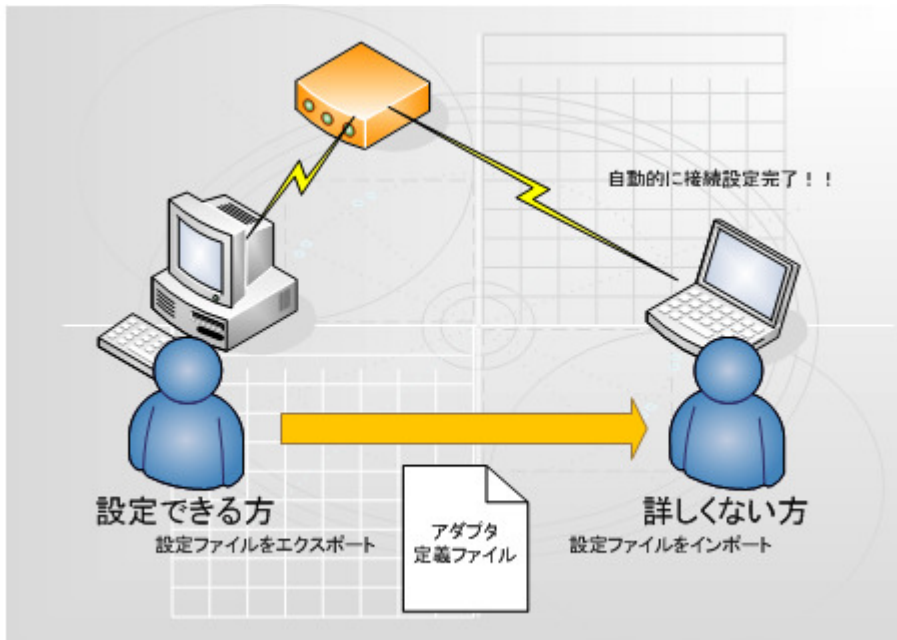 自動的に接続設定完了！！
設定できる方
設定ファイルをエクスポート
アダプタ
定義ファイル
詳しくない方
設定ファイルをインポート